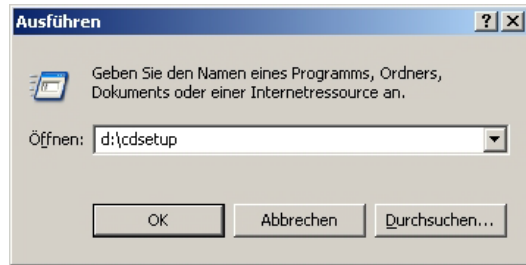 Ausführen
Geben Sie den Namen eines Programms, Ordners,
Dokuments oder einer Internetressource an.
Öffnen: d:\cdsetup
OK Abbrechen Durchsuchen...